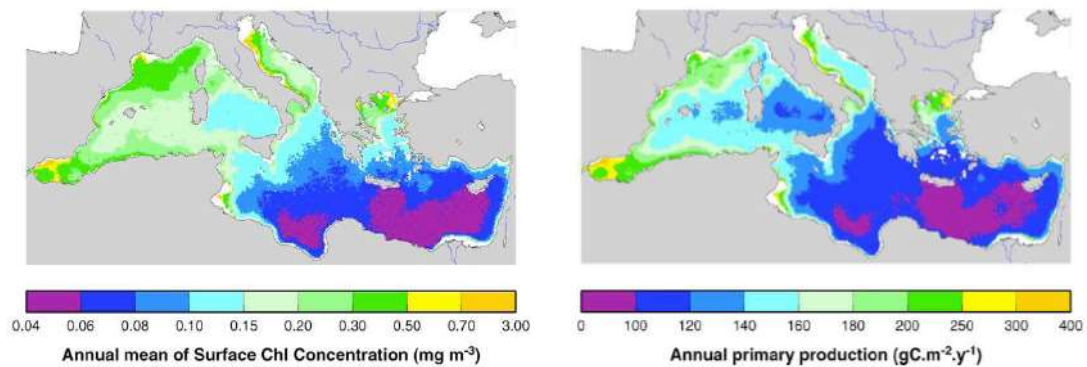 0.04 0.06 0.08 0.10 0.15 0.20 0.30 0.50 0.70 3.00
Annual mean of Surface Chl Concentration (mg m⁻³)
0 100 120 140 160 180 200 250 300 400
Annual primary production (gC.m⁻².y⁻¹)